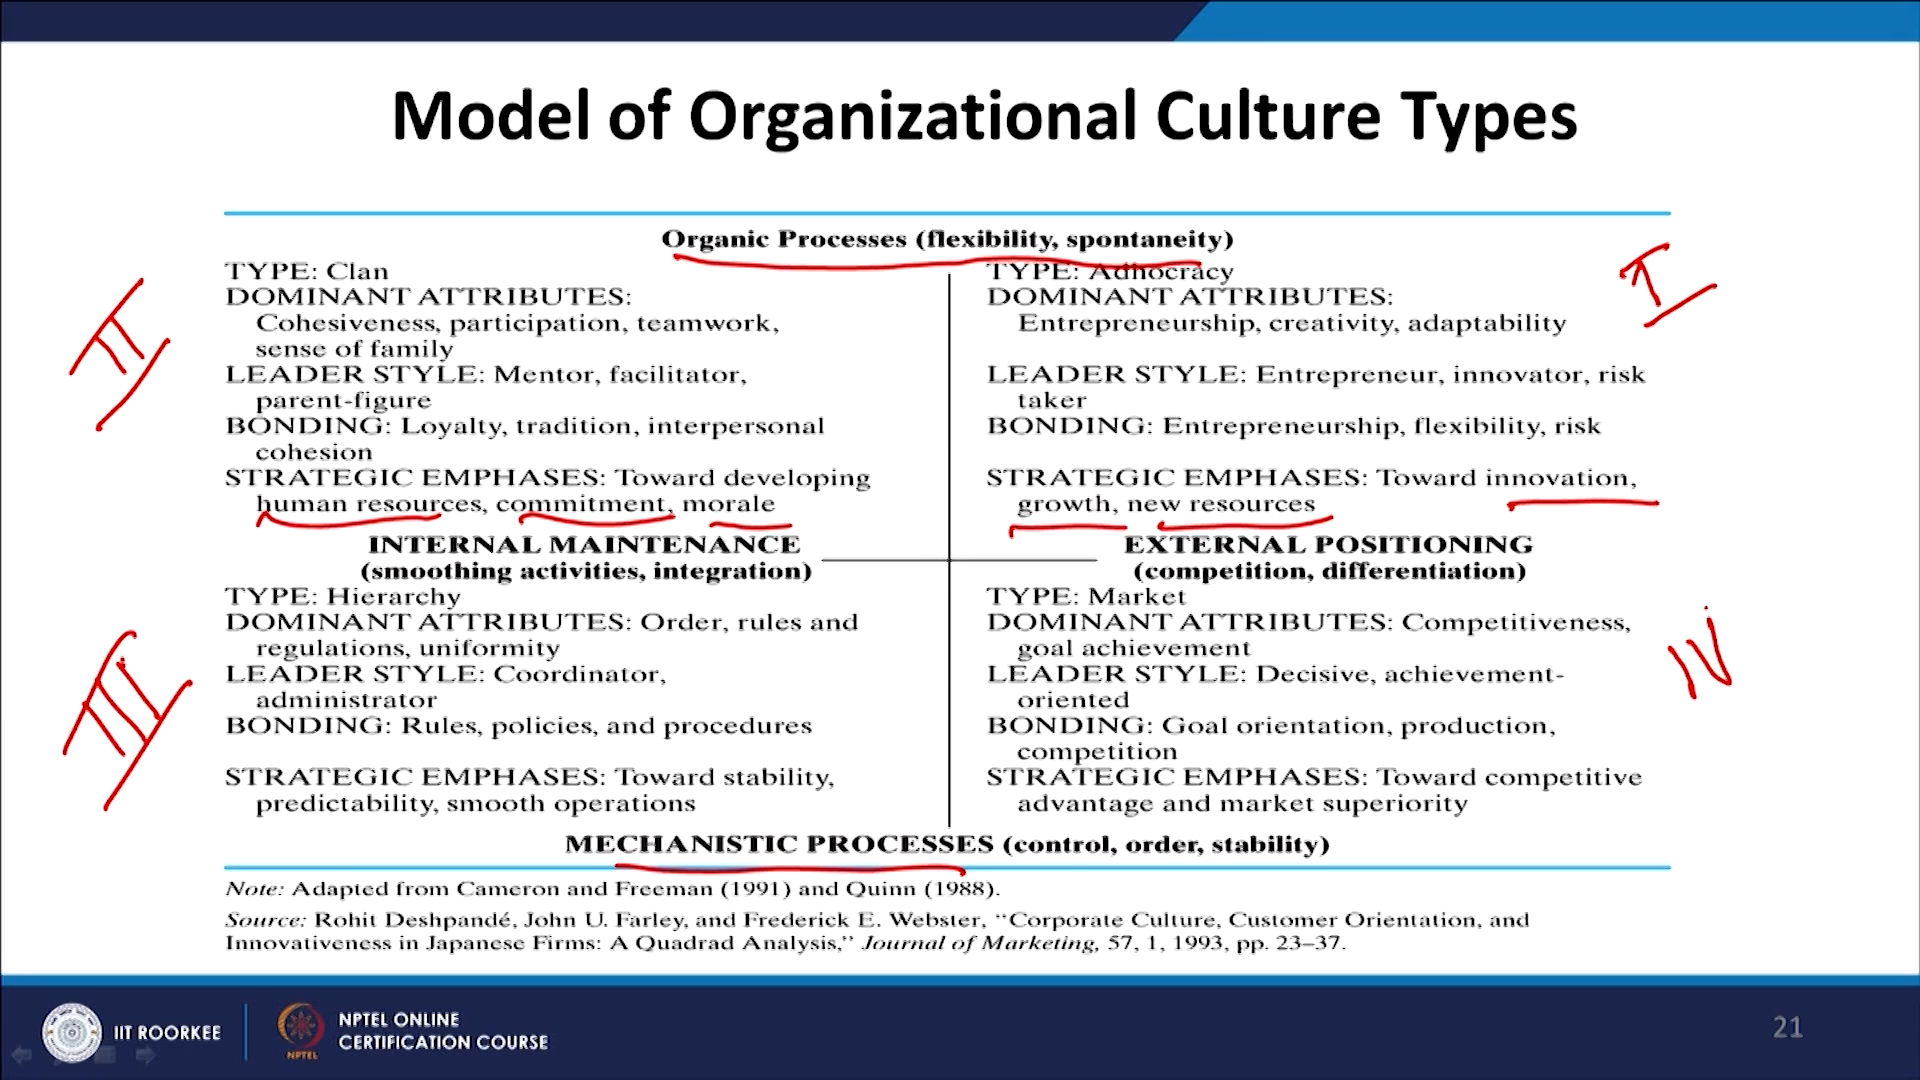 Model of Organizational Culture Types
Organic Processes (flexibility, spontaneity)
TYPE: Clan
DOMINANT ATTRIBUTES:
Cohesiveness, participation, teamwork,
sense of family
LEADER STYLE: Mentor, facilitator,
parent-figure
BONDING: Loyalty, tradition, interpersonal
cohesion
STRATEGIC EMPHASES: Toward developing
human resources, commitment, morale
II
TYPE: Adhocracy
DOMINANT ATTRIBUTES:
Entrepreneurship, creativity, adaptability
LEADER STYLE: Entrepreneur, innovator, risk
taker
BONDING: Entrepreneurship, flexibility, risk
STRATEGIC EMPHASES: Toward innovation,
growth, new resources
I
INTERNAL MAINTENANCE
(smoothing activities, integration)
EXTERNAL POSITIONING
(competition, differentiation)
TYPE: Hierarchy
DOMINANT ATTRIBUTES: Order, rules and
regulations, uniformity
LEADER STYLE: Coordinator,
administrator
BONDING: Rules, policies, and procedures
STRATEGIC EMPHASES: Toward stability,
predictability, smooth operations
III
TYPE: Market
DOMINANT ATTRIBUTES: Competitiveness,
goal achievement
LEADER STYLE: Decisive, achievement-
oriented
BONDING: Goal orientation, production,
competition
STRATEGIC EMPHASES: Toward competitive
advantage and market superiority
IV
MECHANISTIC PROCESSES (control, order, stability)
Note: Adapted from Cameron and Freeman (1991) and Quinn (1988).
Source: Rohit Deshpandé, John U. Farley, and Frederick E. Webster, “Corporate Culture, Customer Orientation, and
Innovativeness in Japanese Firms: A Quadrad Analysis,” Journal of Marketing, 57, 1, 1993, pp. 23–37.
IIT ROORKEE
NPTEL
NPTEL ONLINE
CERTIFICATION COURSE
21